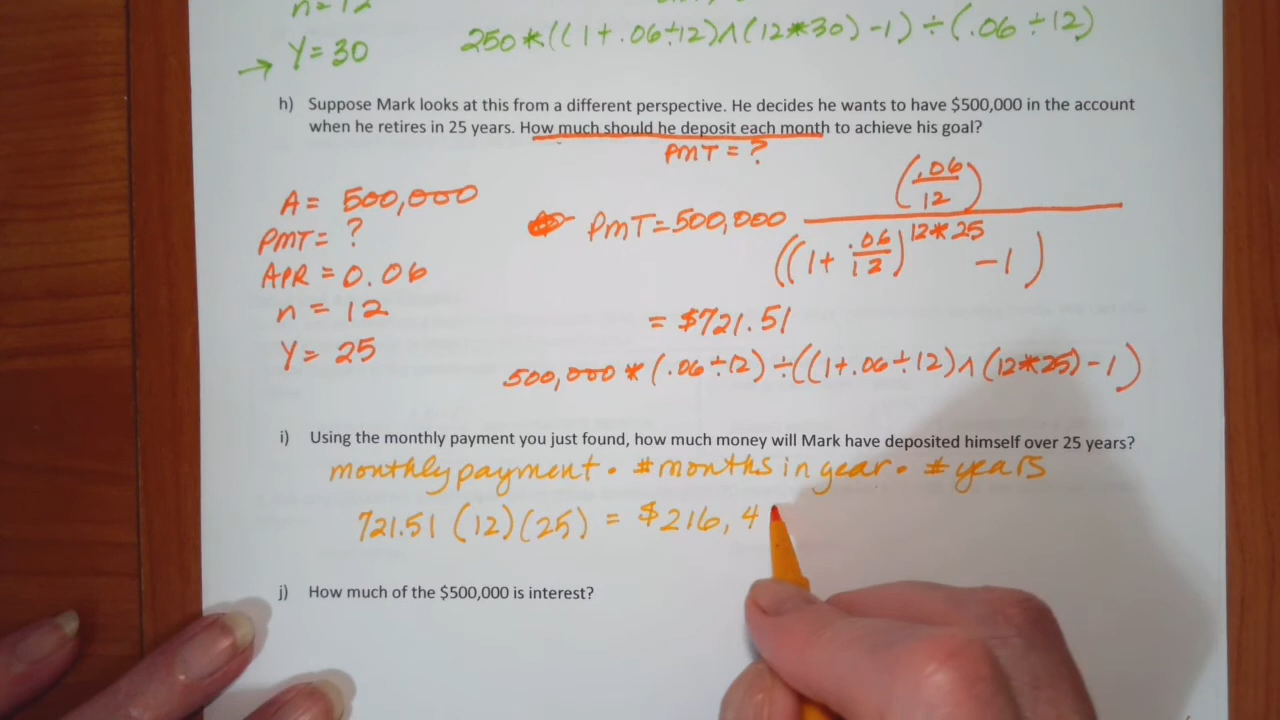 n = 12
Y = 30
250*((1+.06÷12)^(12*30)-1)÷(.06÷12)
h) Suppose Mark looks at this from a different perspective. He decides he wants to have $500,000 in the account
when he retires in 25 years. How much should he deposit each month to achieve his goal?
PMT = ?
A = 500,000
PMT = ?
APR = 0.06
n = 12
Y = 25
PMT = 500,000 (.06/12) / ((1+.06/12)^12*25 -1)
= $721.51
500,000*(.06÷12)÷((1+.06÷12)^(12*25)-1)
i) Using the monthly payment you just found, how much money will Mark have deposited himself over 25 years?
monthly payment · # months in year · # years
721.51 (12)(25) = $216,4
j) How much of the $500,000 is interest?